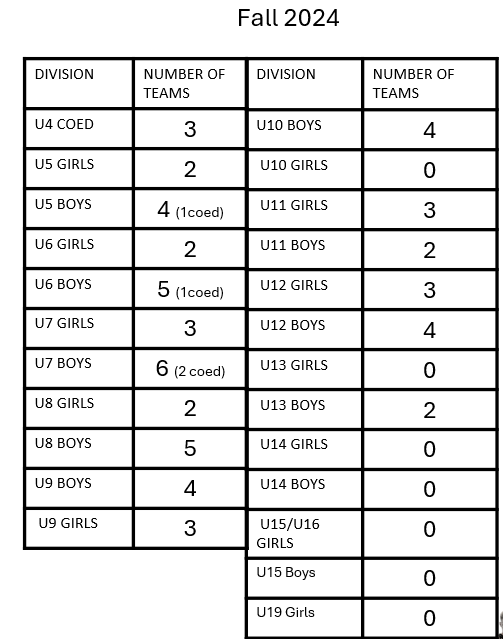 Fall 2024
DIVISION
NUMBER OF
TEAMS
DIVISION
NUMBER OF
TEAMS
U4 COED
3
U10 BOYS
4
U5 GIRLS
2
U10 GIRLS
0
U5 BOYS
4 (1coed)
U11 GIRLS
3
U6 GIRLS
2
U11 BOYS
2
U6 BOYS
5 (1coed)
U12 GIRLS
3
U7 GIRLS
3
U12 BOYS
4
U7 BOYS
6 (2 coed)
U13 GIRLS
0
U8 GIRLS
2
U13 BOYS
2
U8 BOYS
5
U14 GIRLS
0
U9 BOYS
4
U14 BOYS
0
U9 GIRLS
3
U15/U16
GIRLS
0
U15 Boys
0
U19 Girls
0